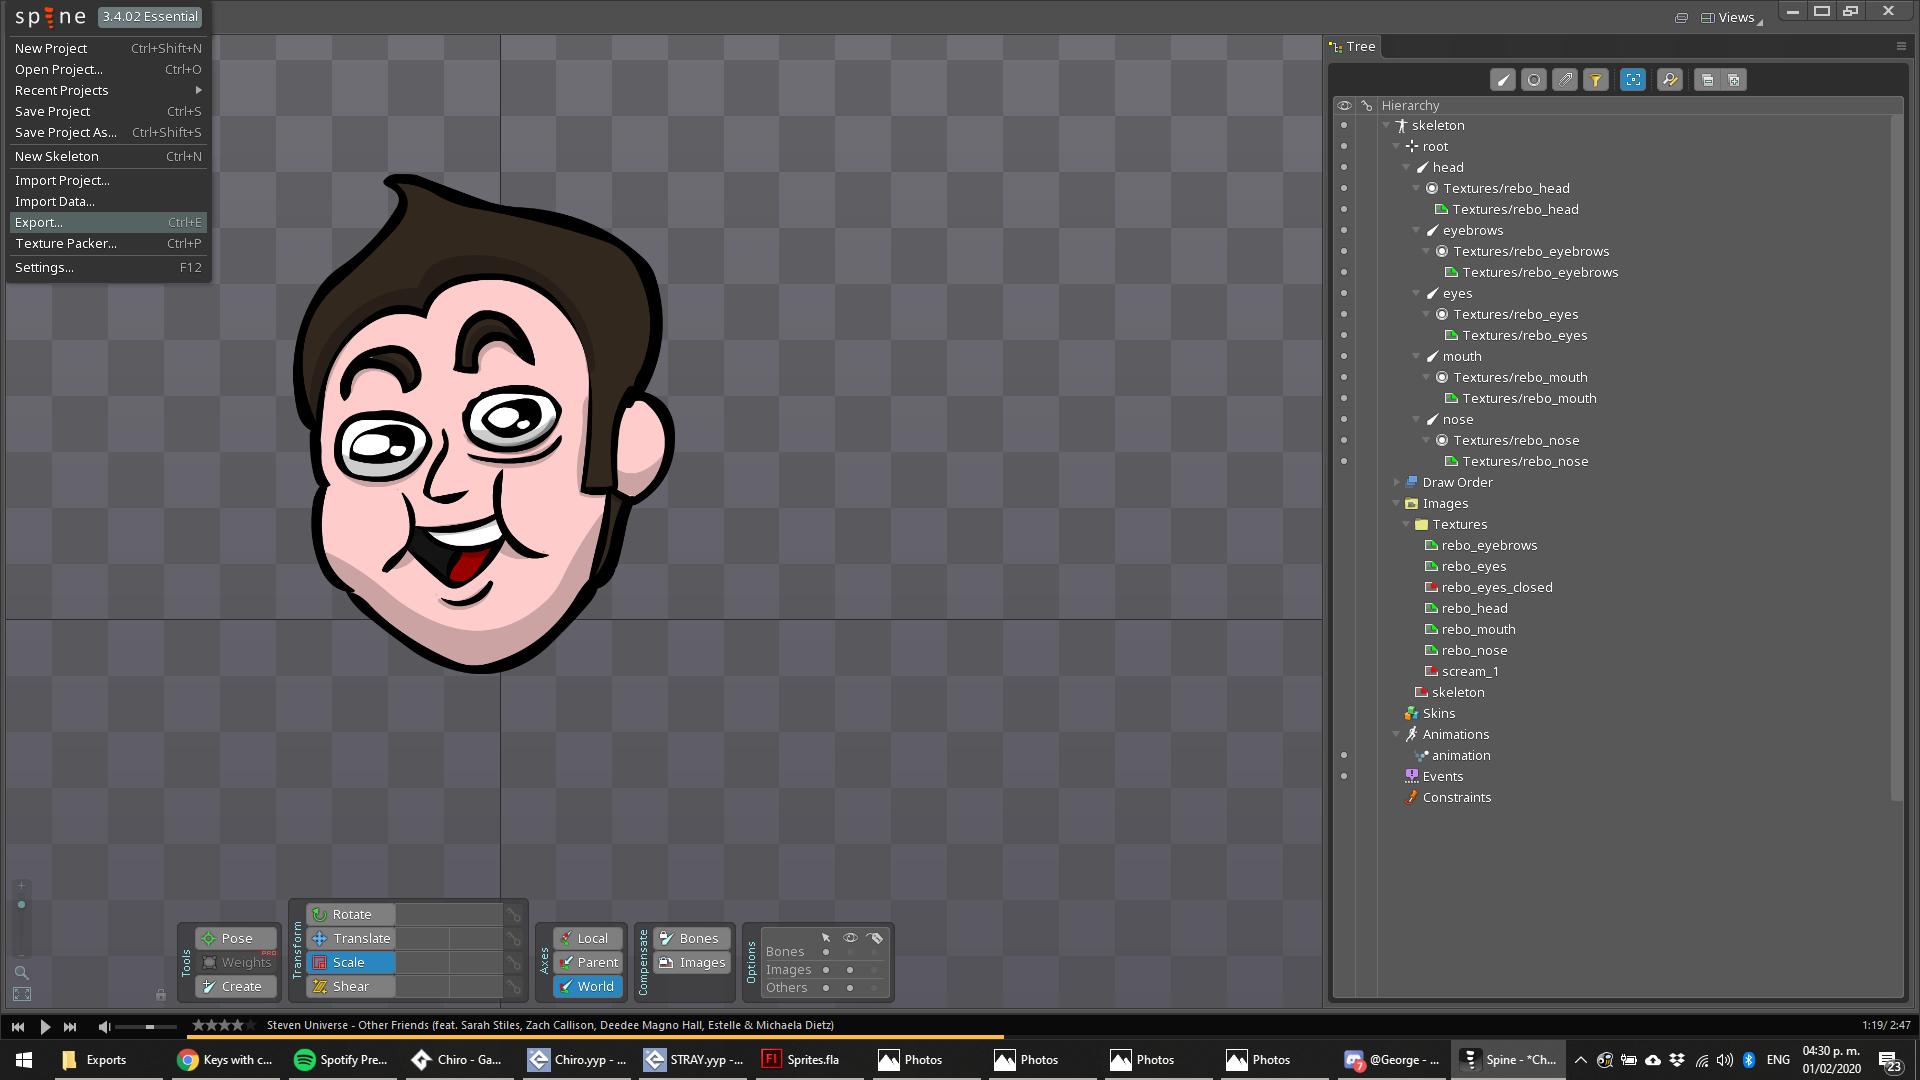 spine 3.4.02 Essential
Views
New Project Ctrl+Shift+N
Open Project... Ctrl+O
Recent Projects
Save Project Ctrl+S
Save Project As... Ctrl+Shift+S
New Skeleton Ctrl+N
Import Project...
Import Data...
Export... Ctrl+E
Texture Packer... Ctrl+P
Settings... F12
Tree
Hierarchy
skeleton
root
head
Textures/rebo_head
Textures/rebo_head
eyebrows
Textures/rebo_eyebrows
Textures/rebo_eyebrows
eyes
Textures/rebo_eyes
Textures/rebo_eyes
mouth
Textures/rebo_mouth
Textures/rebo_mouth
nose
Textures/rebo_nose
Textures/rebo_nose
Draw Order
Images
Textures
rebo_eyebrows
rebo_eyes
rebo_eyes_closed
rebo_head
rebo_mouth
rebo_nose
scream_1
skeleton
Skins
Animations
animation
Events
Constraints
Tools
Pose
Weights PRO
Create
Transform
Rotate
Translate
Scale
Shear
Axes
Local
Parent
World
Compensate
Bones
Images
Options
Bones
Images
Others
Steven Universe - Other Friends (feat. Sarah Stiles, Zach Callison, Deedee Magno Hall, Estelle & Michaela Dietz) 1:19/ 2:47
Exports Keys with c... Spotify Pre... Chiro - Ga... Chiro.yyp - ... STRAY.yyp -... Fl Sprites.fla Photos Photos Photos Photos 7 @George - ... Spine - *Ch... ENG 04:30 p. m. 23
01/02/2020